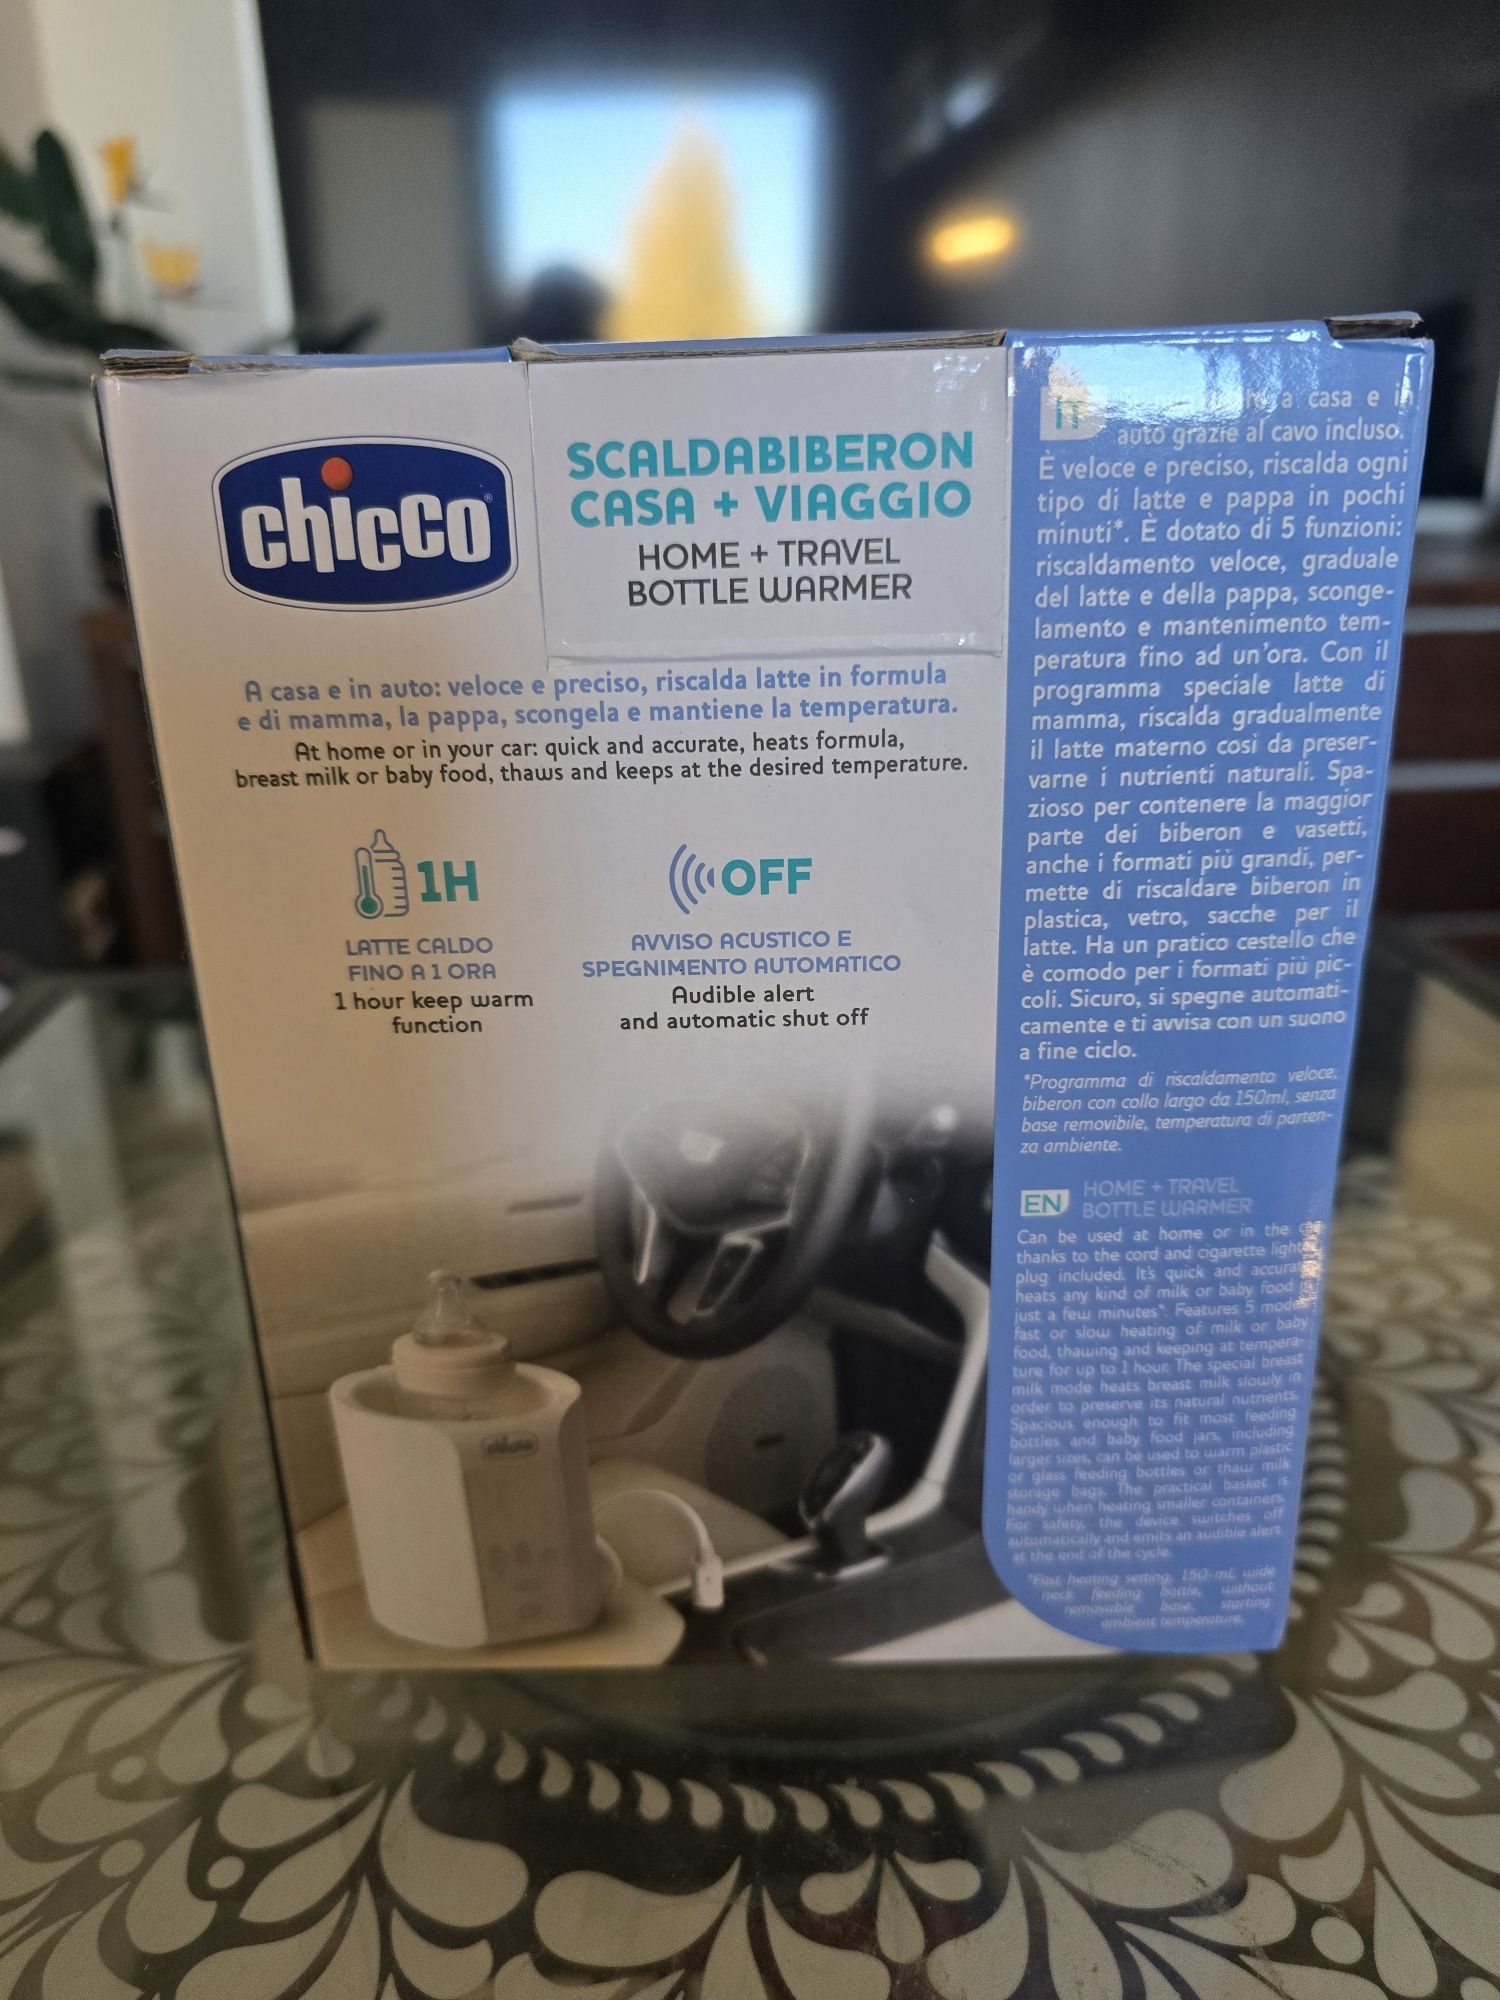 chicco
SCALDABIBERON
CASA + VIAGGIO
HOME + TRAVEL
BOTTLE WARMER
A casa e in auto: veloce e preciso, riscalda latte in formula
e di mamma, la pappa, scongela e mantiene la temperatura.
At home or in your car: quick and accurate, heats formula,
breast milk or baby food, thaws and keeps at the desired temperature.
1H
LATTE CALDO
FINO A 1 ORA
1 hour keep warm
function
OFF
AVVISO ACUSTICO E
SPEGNIMENTO AUTOMATICO
Audible alert
and automatic shut off
chicco
IT
a casa e in
auto grazie al cavo incluso.
È veloce e preciso, riscalda ogni
tipo di latte e pappa in pochi
minuti*. È dotato di 5 funzioni:
riscaldamento veloce, graduale
del latte e della pappa, sconge-
lamento e mantenimento tem-
peratura fino ad un'ora. Con il
programma speciale latte di
mamma, riscalda gradualmente
il latte materno così da preser-
varne i nutrienti naturali. Spa-
zioso per contenere la maggior
parte dei biberon e vasetti,
anche i formati più grandi, per-
mette di riscaldare biberon in
plastica, vetro, sacche per il
latte. Ha un pratico cestello che
è comodo per i formati più pic-
coli. Sicuro, si spegne automati-
camente e ti avvisa con un suono
a fine ciclo.
*Programma di riscaldamento veloce,
biberon con collo largo da 150ml, senza
base removibile, temperatura di parten-
za ambiente.
EN HOME + TRAVEL
BOTTLE WARMER
Can be used at home or in the
thanks to the cord and cigarette light
plug included. It's quick and accurat
heats any kind of milk or baby food
just a few minutes*. Features 5 mod
fast or slow heating of milk or baby
food, thawing and keeping at tempera-
ture for up to 1 hour. The special breast
milk mode heats breast milk slowly in
order to preserve its natural nutrients.
Spacious enough to fit most feeding
bottles and baby food jars, including
larger sizes, can be used to warm plastic
or glass feeding bottles or thaw milk
storage bags. The practical basket is
handy when heating smaller containers.
For safety, the device switches off
automatically and emits an audible alert
at the end of the cycle.
*Fast heating setting, 150-mL wide
neck feeding bottle, without
removable base, starting
ambient temperature.